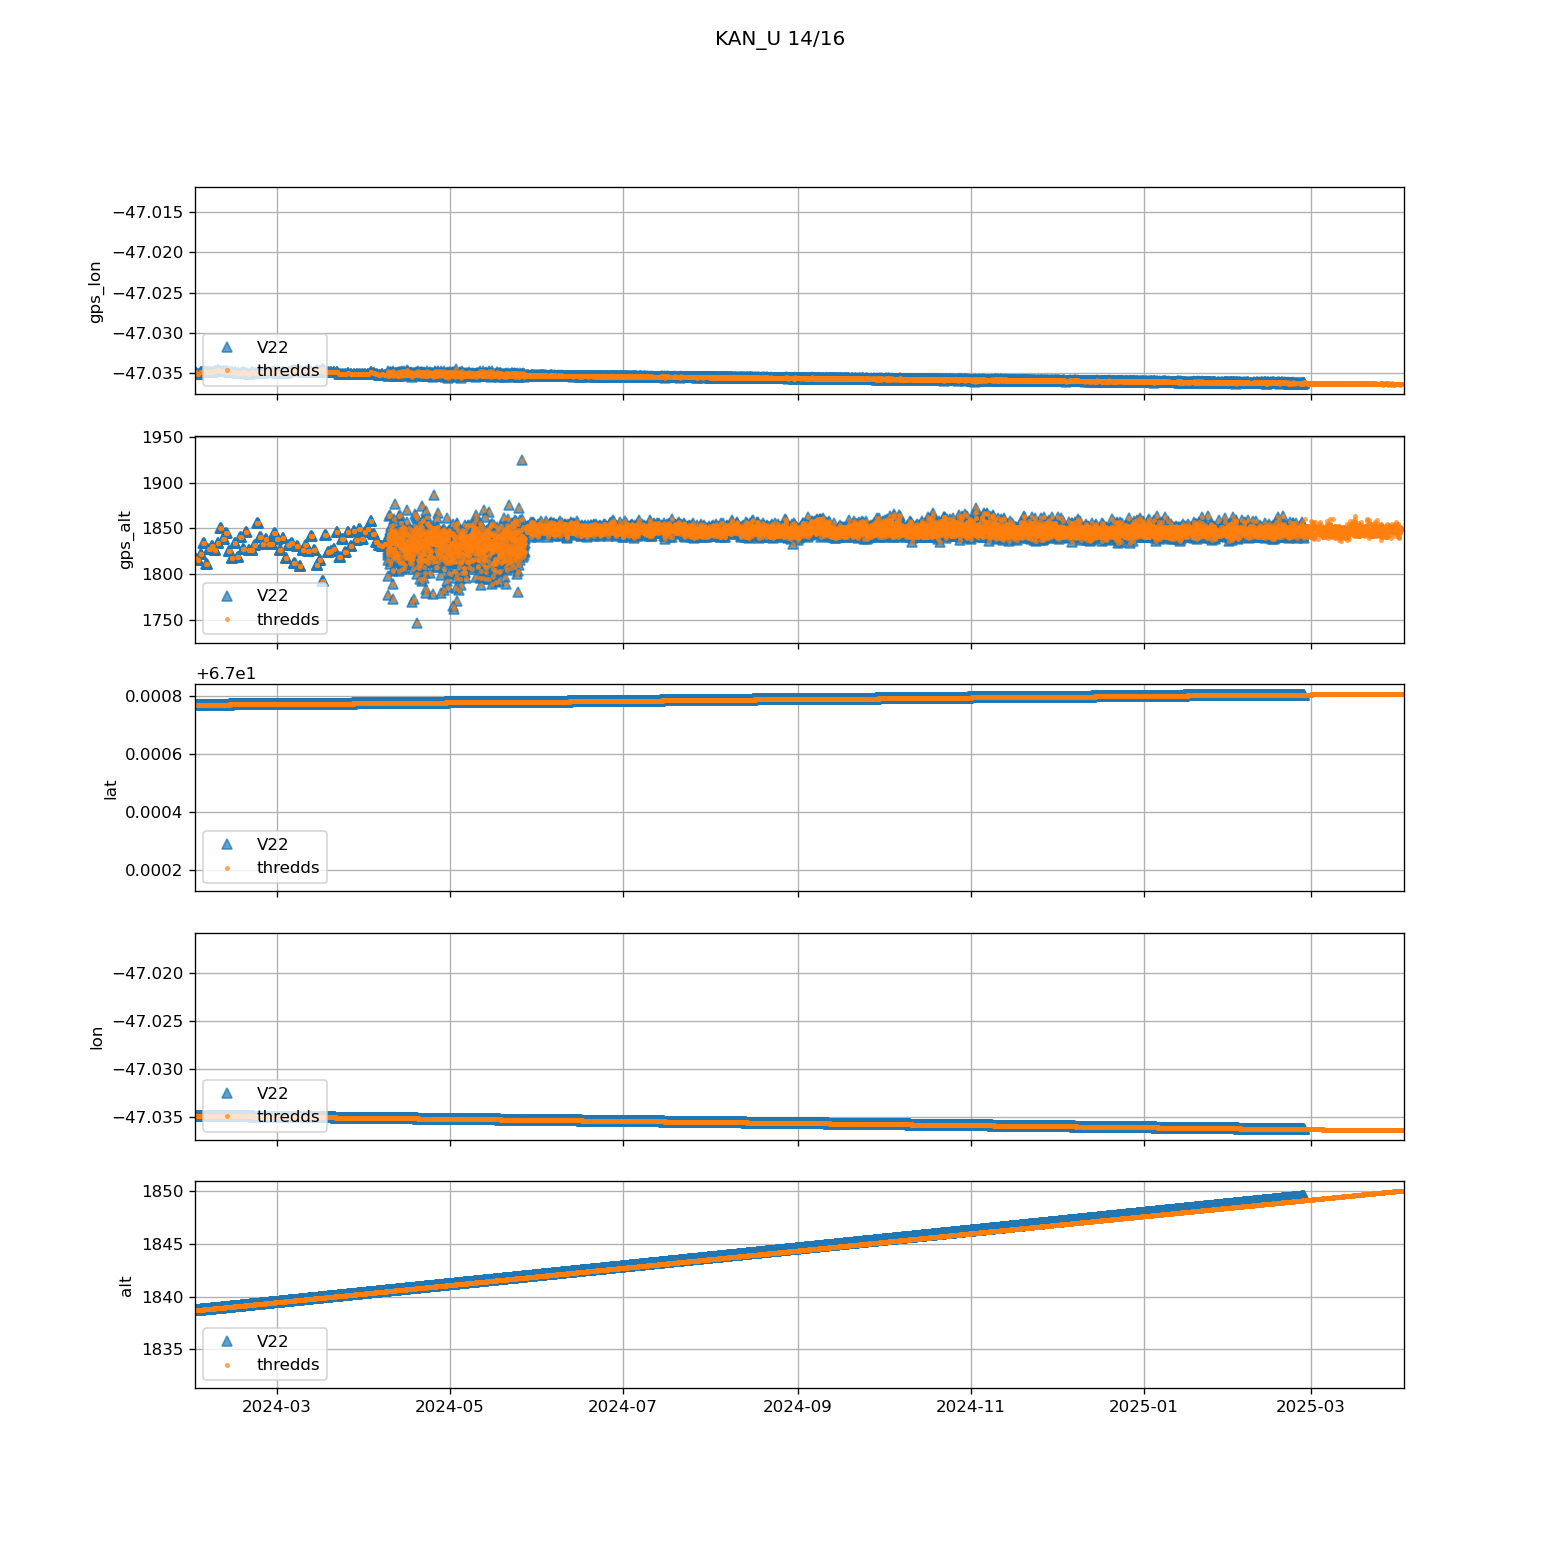 KAN_U 14/16
gps_lon
−47.015
−47.020
−47.025
−47.030
−47.035
V22
thredds
gps_alt
1950
1900
1850
1800
1750
V22
thredds
+6.7e1
lat
0.0008
0.0006
0.0004
0.0002
V22
thredds
lon
−47.020
−47.025
−47.030
−47.035
V22
thredds
alt
1850
1845
1840
1835
V22
thredds
2024-03 2024-05 2024-07 2024-09 2024-11 2025-01 2025-03